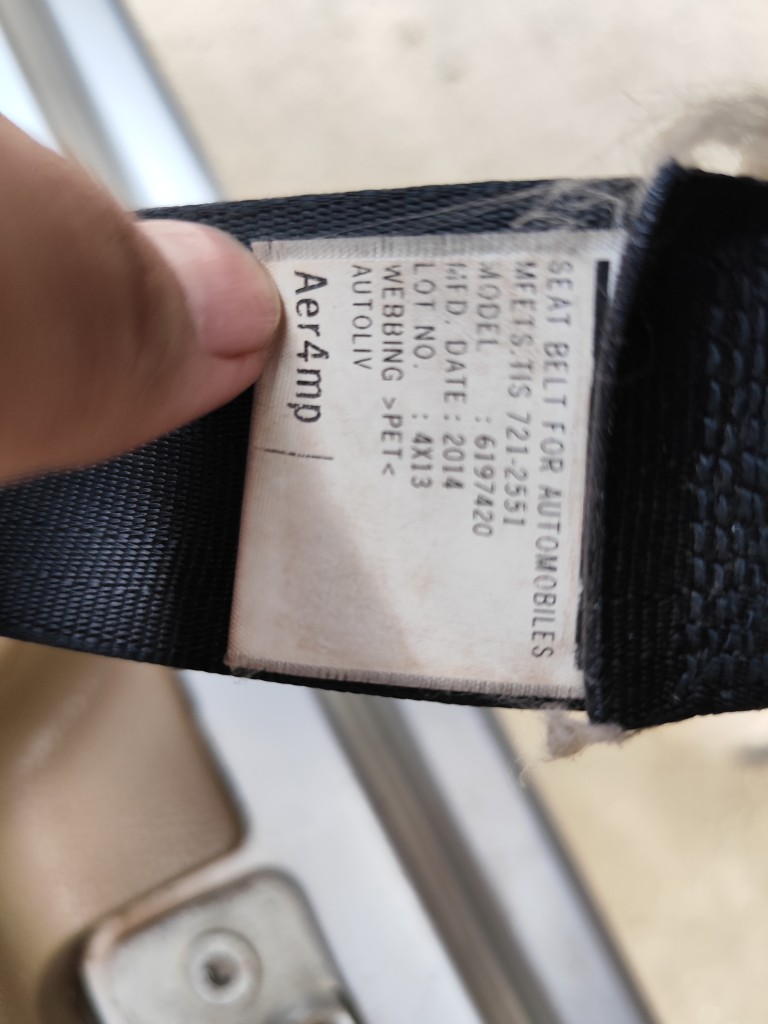 SEAT BELT FOR AUTOMOBILES
MEETS.TIS 721-2551
MODEL : 6197420
MFD. DATE : 2014
LOT NO. : 4X13
WEBBING >PET<
AUTOLIV
Aer4mp